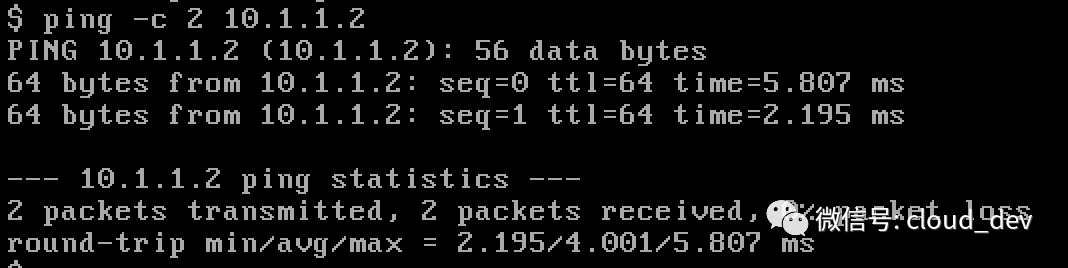 $ ping -c 2 10.1.1.2
PING 10.1.1.2 (10.1.1.2): 56 data bytes
64 bytes from 10.1.1.2: seq=0 ttl=64 time=5.807 ms
64 bytes from 10.1.1.2: seq=1 ttl=64 time=2.195 ms
--- 10.1.1.2 ping statistics ---
2 packets transmitted, 2 packets received, packet loss
round-trip min/avg/max = 2.195/4.001/5.807 ms
微信号: cloud_dev
$